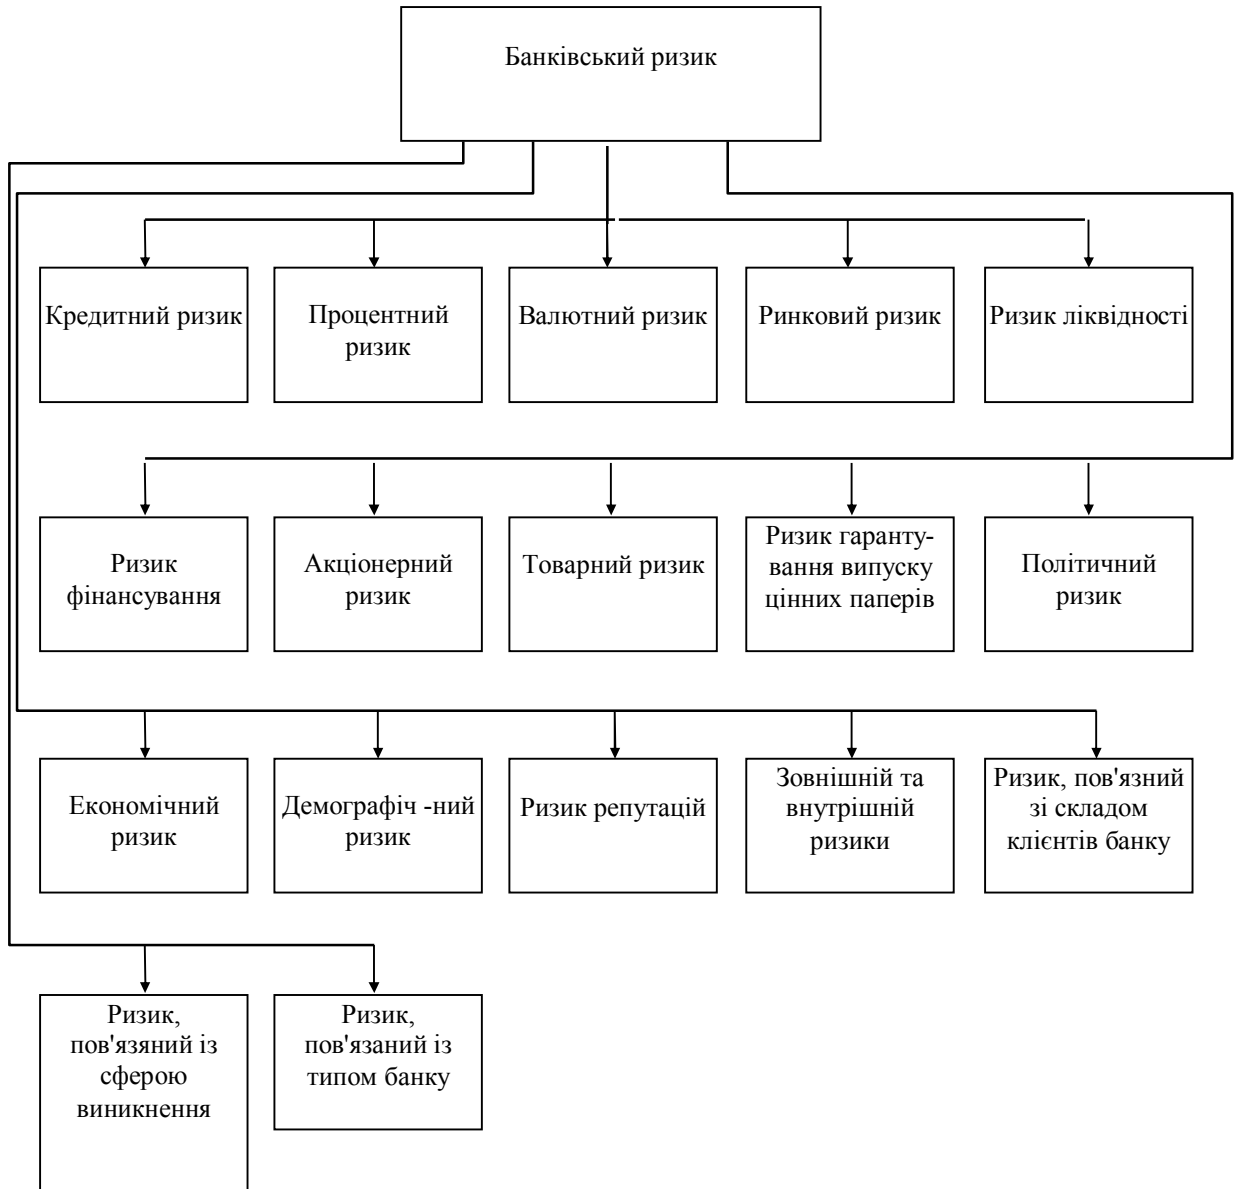 Банківський ризик
Кредитний ризик
Процентний
ризик
Валютний ризик
Ринковий ризик
Ризик ліквідності
Ризик
фінансування
Акціонерний
ризик
Товарний ризик
Ризик гаранту-
вання випуску
цінних паперів
Політичний
ризик
Економічний
ризик
Демографіч -ний
ризик
Ризик репутацій
Зовнішній та
внутрішній
ризики
Ризик, пов'язний
зі складом
клієнтів банку
Ризик,
пов'язяний із
сферою
виникнення
Ризик,
пов'язаний із
типом банку